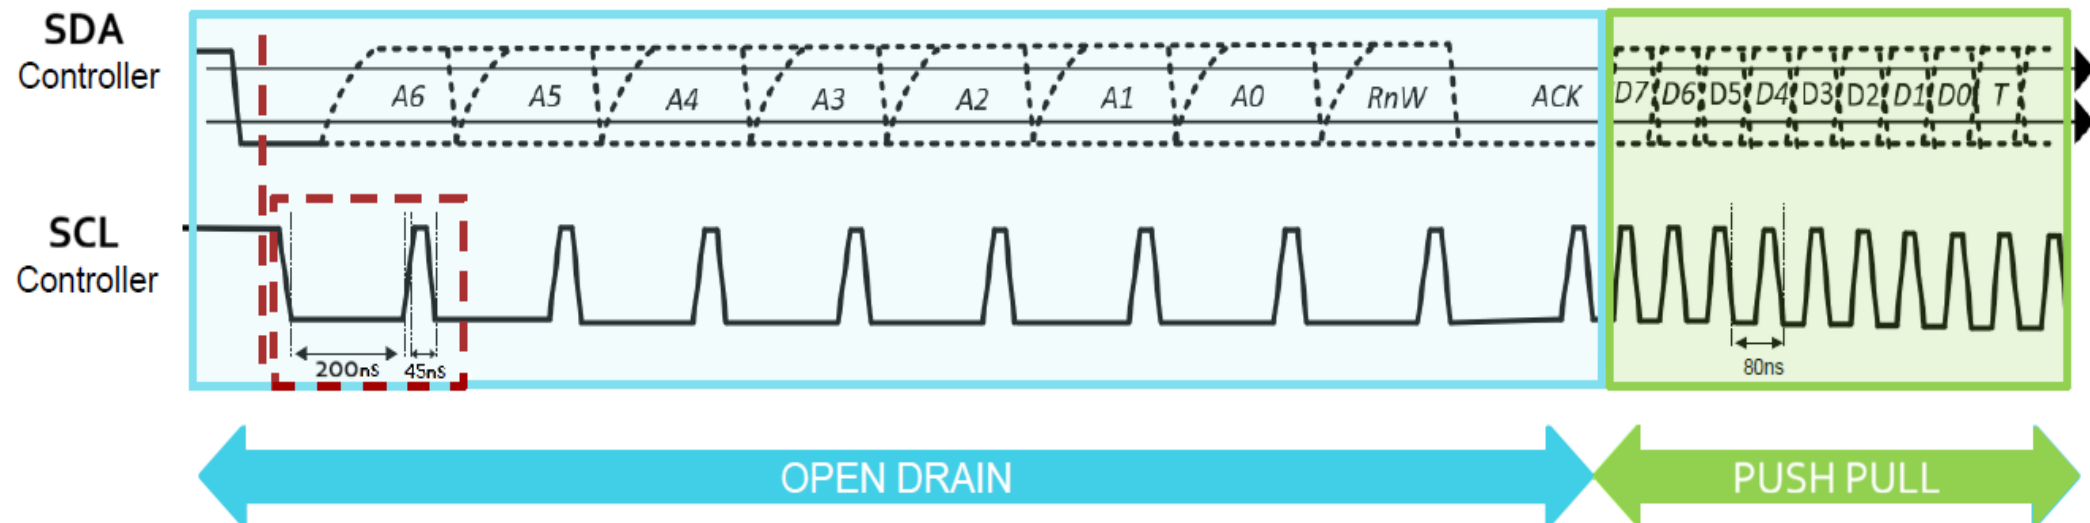 SDA
Controller
A6 A5 A4 A3 A2 A1 A0 RnW ACK D7 D6 D5 D4 D3 D2 D1 D0 T
SCL
Controller
200ns 45ns 80ns
OPEN DRAIN PUSH PULL